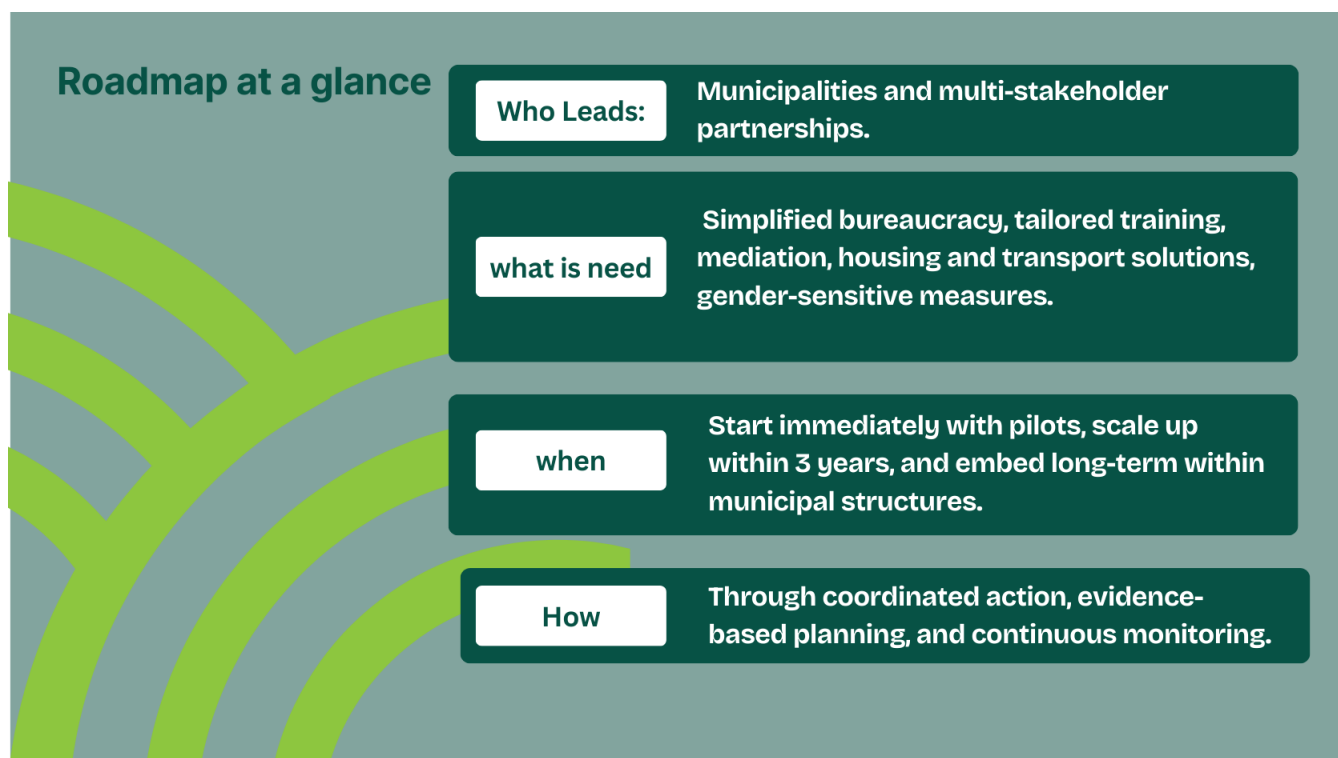 Roadmap at a glance
Who Leads:
Municipalities and multi-stakeholder
partnerships.
what is need
Simplified bureaucracy, tailored training,
mediation, housing and transport solutions,
gender-sensitive measures.
when
Start immediately with pilots, scale up
within 3 years, and embed long-term within
municipal structures.
How
Through coordinated action, evidence-
based planning, and continuous monitoring.